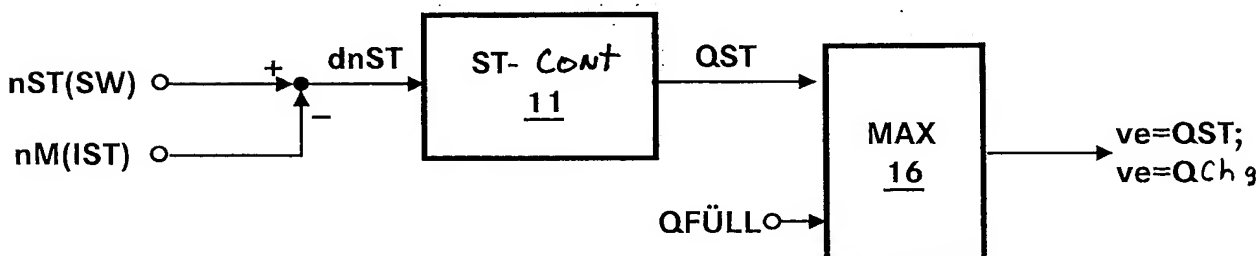 nST(SW)
+
dnST
−
nM(IST)
ST- CONt
11
QST
QFÜLL
MAX
16
ve=QST;
ve=QChg